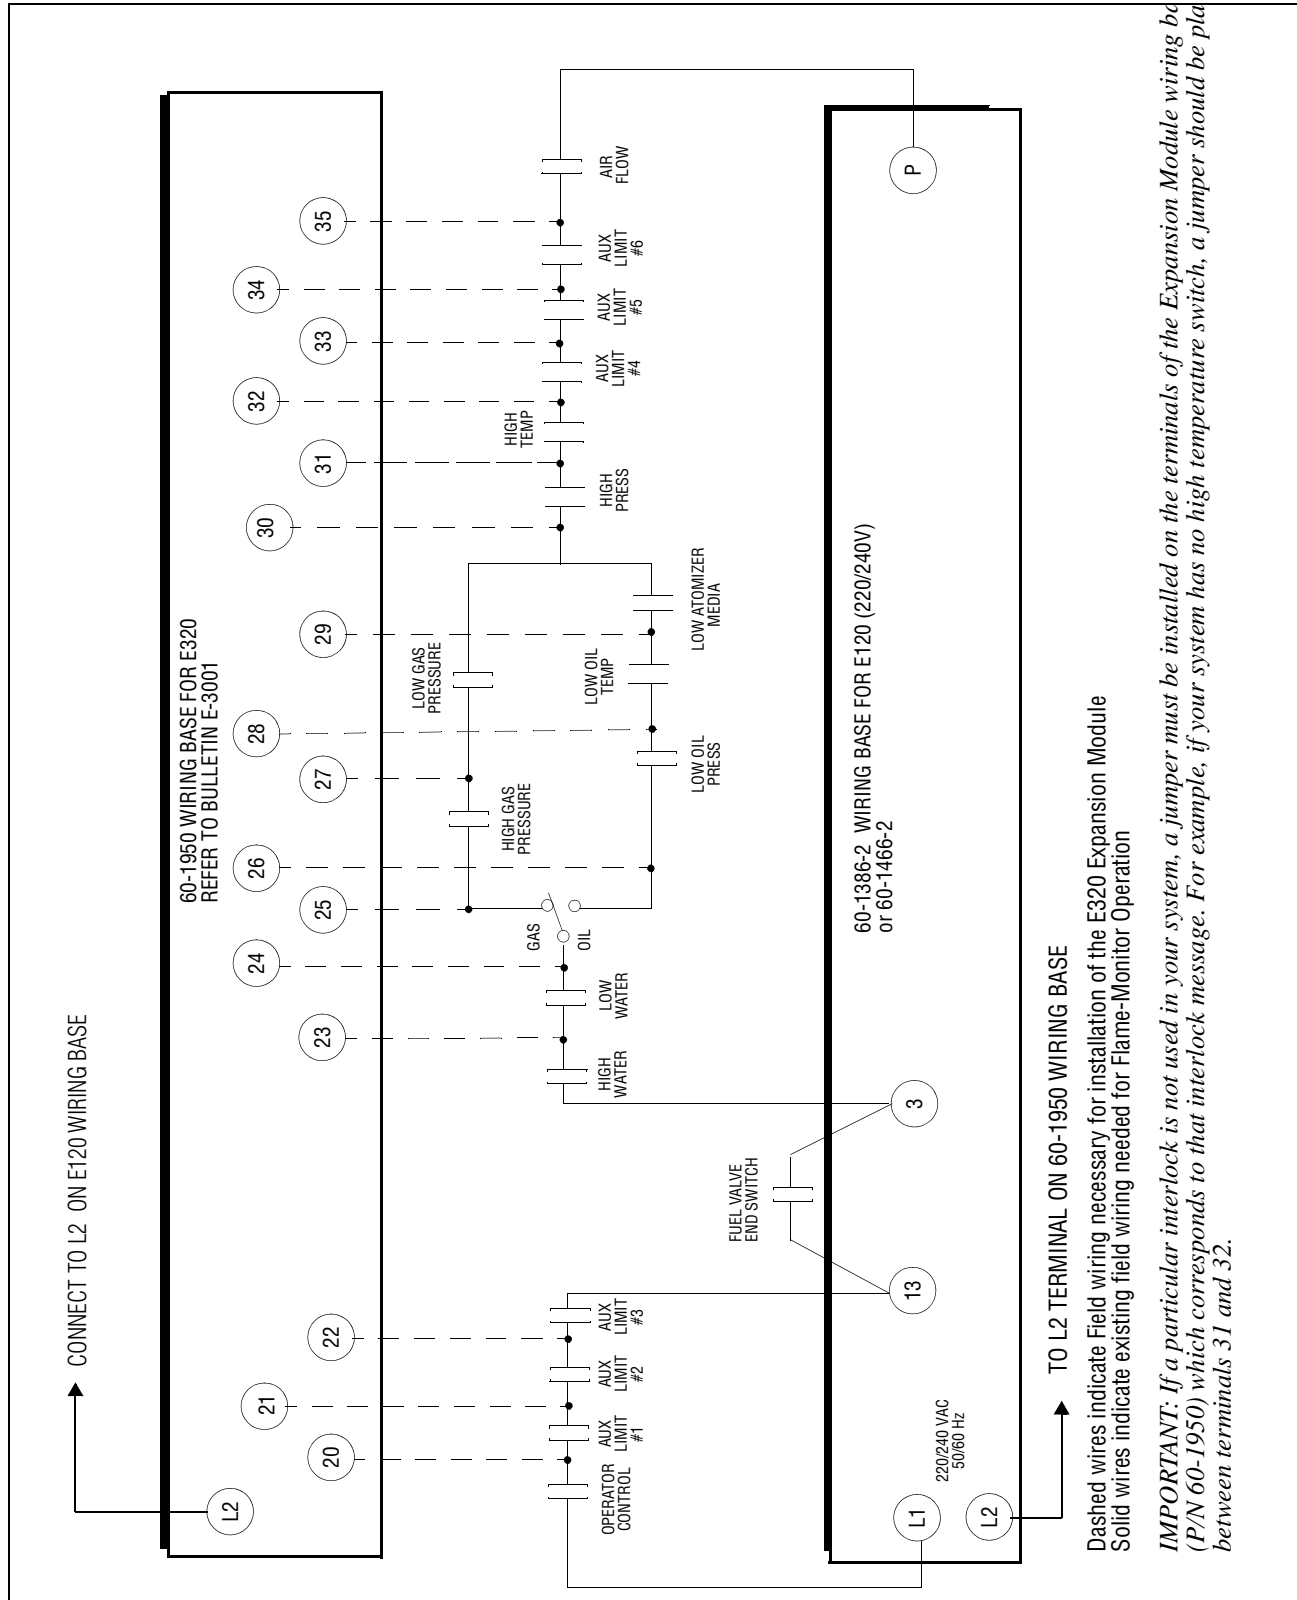 CONNECT TO L2 ON E120 WIRING BASE
60-1950 WIRING BASE FOR E320
REFER TO BULLETIN E-3001
L2
20
21
22
23
24
25
26
27
28
29
30
31
32
33
34
35
OPERATOR
CONTROL
AUX
LIMIT
#1
AUX
LIMIT
#2
AUX
LIMIT
#3
HIGH
WATER
LOW
WATER
GAS
OIL
HIGH GAS
PRESSURE
LOW GAS
PRESSURE
LOW OIL
PRESS
LOW OIL
TEMP
LOW ATOMIZER
MEDIA
HIGH
PRESS
HIGH
TEMP
AUX
LIMIT
#4
AUX
LIMIT
#5
AUX
LIMIT
#6
AIR
FLOW
FUEL VALVE
END SWITCH
60-1386-2 WIRING BASE FOR E120 (220/240V)
or 60-1466-2
L1
L2
220/240 VAC
50/60 Hz
13
3
P
TO L2 TERMINAL ON 60-1950 WIRING BASE
Dashed wires indicate Field wiring necessary for installation of the E320 Expansion Module
Solid wires indicate existing field wiring needed for Flame-Monitor Operation
IMPORTANT: If a particular interlock is not used in your system, a jumper must be installed on the terminals of the Expansion Module wiring
(P/N 60-1950) which corresponds to that interlock message. For example, if your system has no high temperature switch, a jumper should be
between terminals 31 and 32.